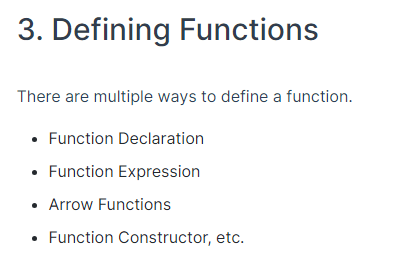 3. Defining Functions
There are multiple ways to define a function.
• Function Declaration
• Function Expression
• Arrow Functions
• Function Constructor, etc.